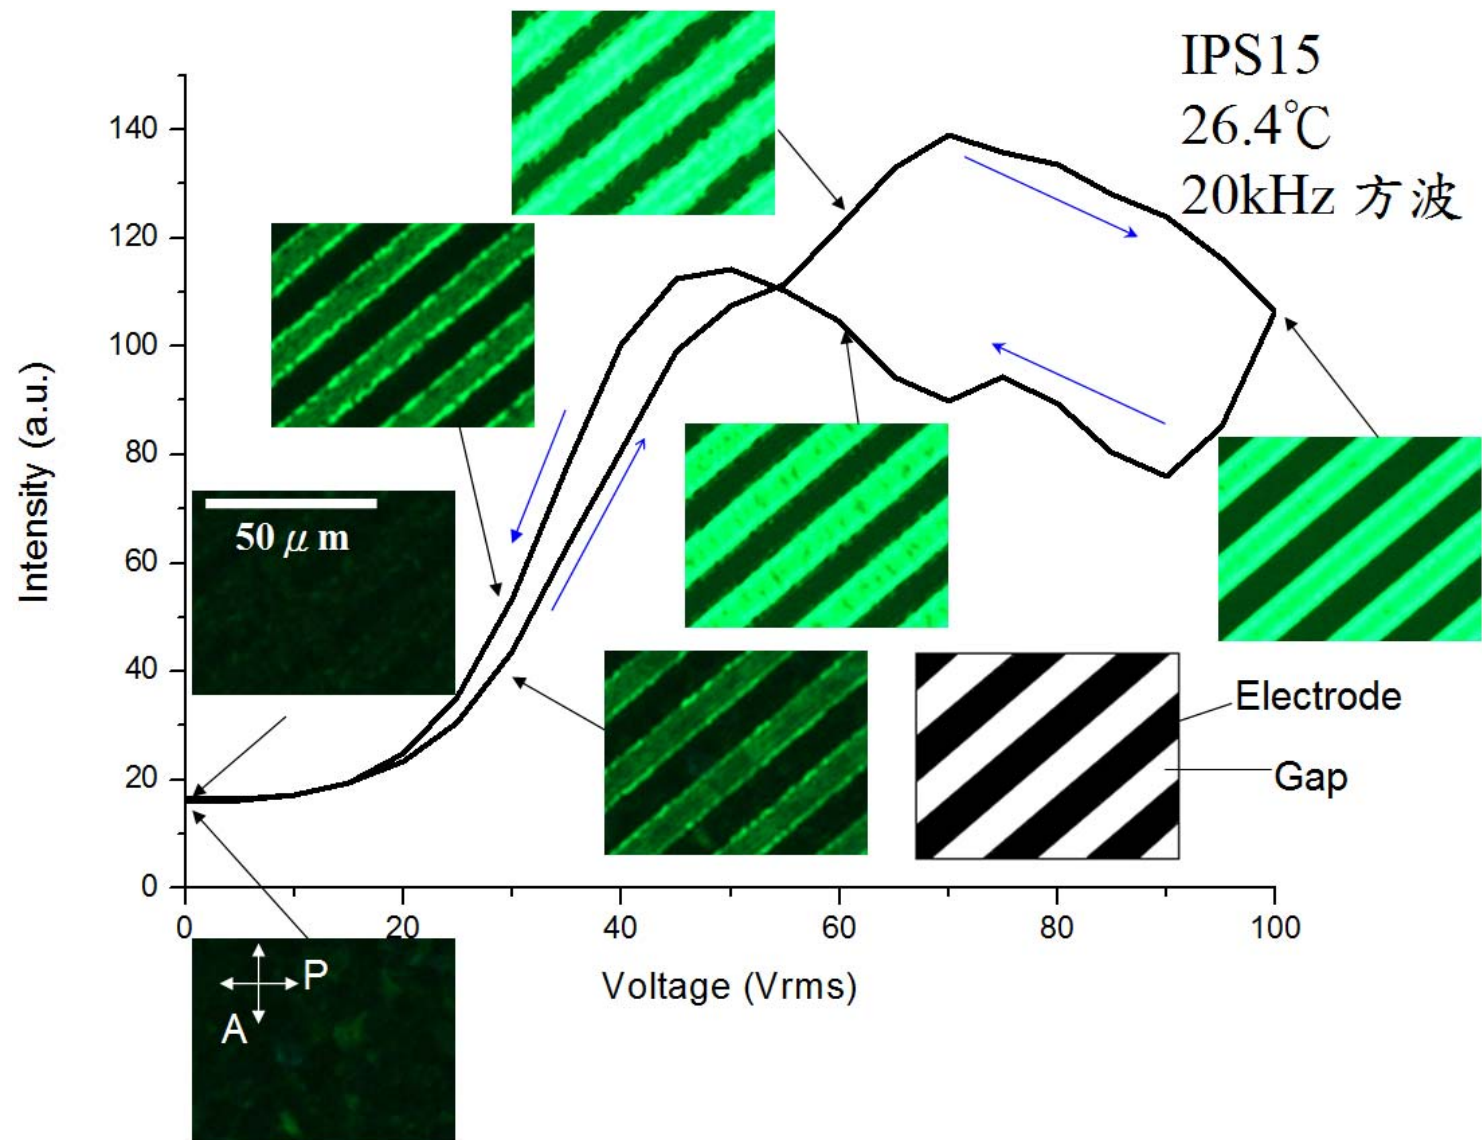 IPS15
26.4℃
20kHz 方波
140
120
100
80
60
40
20
0
Intensity (a.u.)
50 μ m
Electrode
Gap
0
20
40
60
80
100
Voltage (Vrms)
P
A